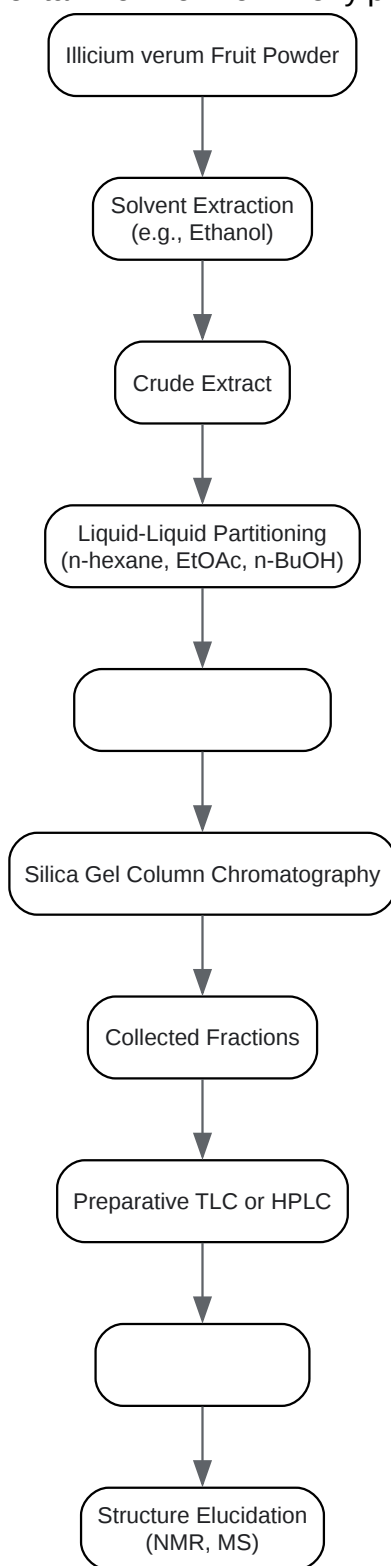 Illicium verum Fruit Powder
Solvent Extraction
(e.g., Ethanol)
Crude Extract
Liquid-Liquid Partitioning
(n-hexane, EtOAc, n-BuOH)
Silica Gel Column Chromatography
Collected Fractions
Preparative TLC or HPLC
Structure Elucidation
(NMR, MS)